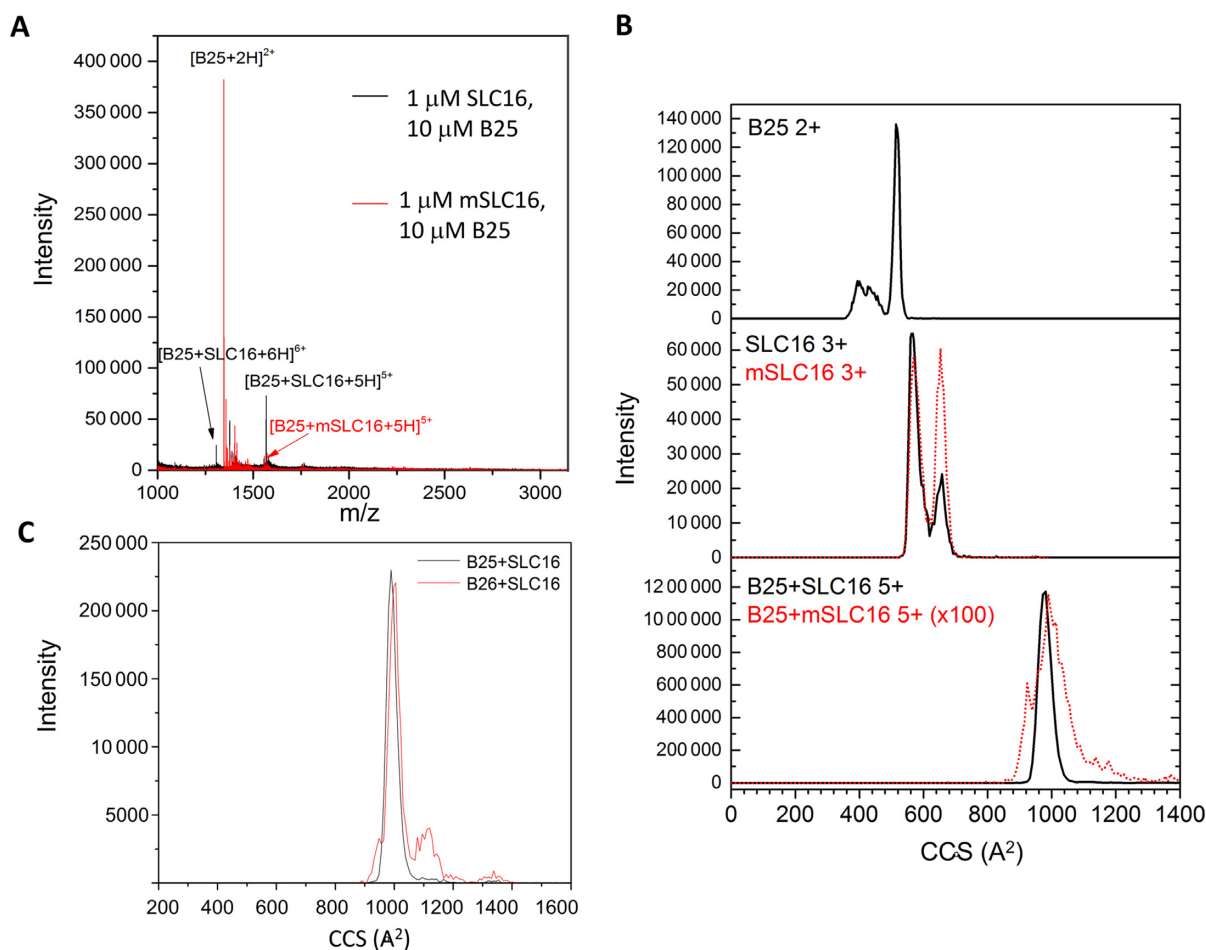 A
[B25+2H]2+
1 μM SLC16,
10 μM B25
1 μM mSLC16,
10 μM B25
[B25+SLC16+6H]6+
[B25+SLC16+5H]5+
[B25+mSLC16+5H]5+
400 000
350 000
300 000
250 000
200 000
150 000
100 000
50 000
0
Intensity
1000 1500 2000 2500 3000
m/z
B
B25 2+
140 000
120 000
100 000
80 000
60 000
40 000
20 000
0
SLC16 3+
mSLC16 3+
60 000
50 000
40 000
30 000
20 000
10 000
0
Intensity
B25+SLC16 5+
B25+mSLC16 5+ (x100)
1200 000
1000 000
800 000
600 000
400 000
200 000
0
0 200 400 600 800 1000 1200 1400
CCS (A2)
C
B25+SLC16
B26+SLC16
250 000
200 000
150 000
100 000
5000
Intensity
200 400 600 800 1000 1200 1400 1600
CCS (A2)